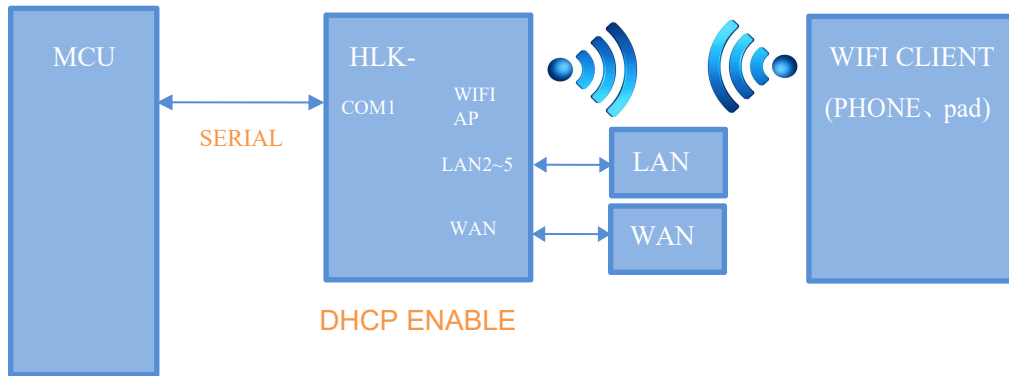 MCU
SERIAL
HLK-
COM1
WIFI
AP
LAN2~5
WAN
DHCP ENABLE
LAN
WAN
WIFI CLIENT
(PHONE、pad)